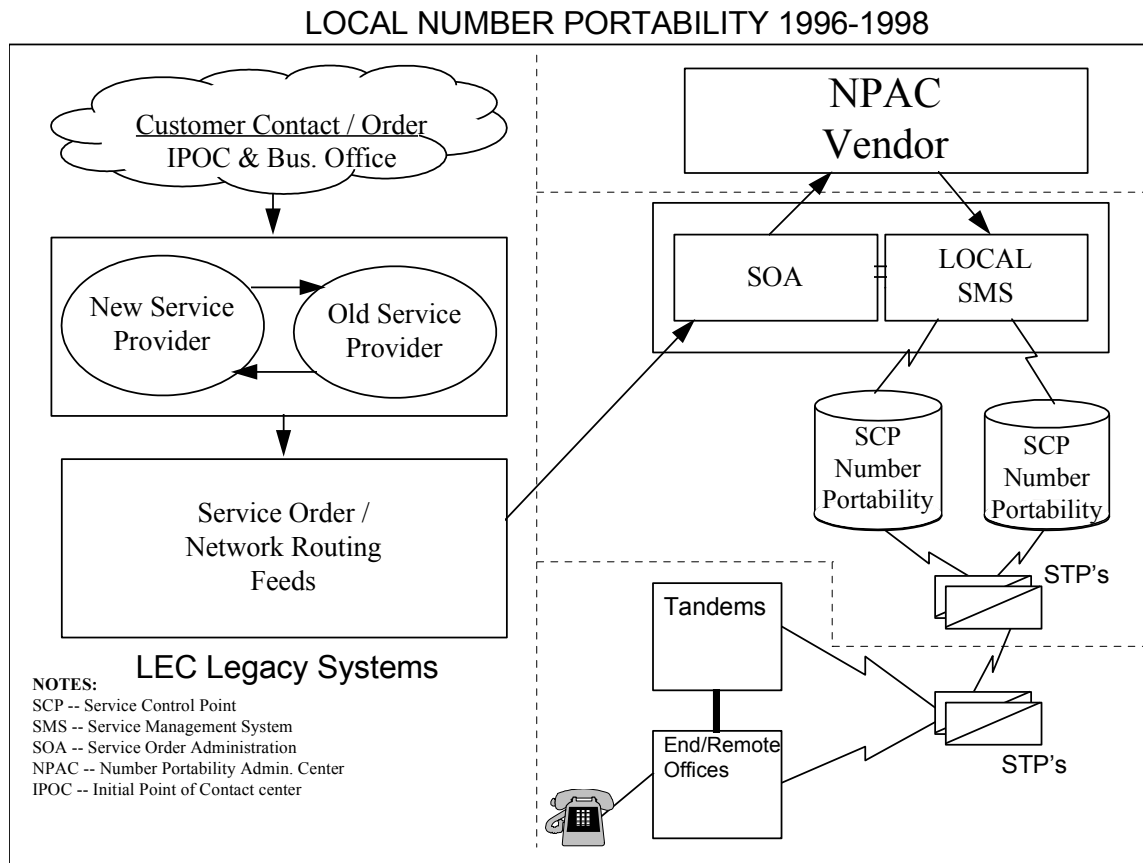 LOCAL NUMBER PORTABILITY 1996-1998
Customer Contact / Order
IPOC & Bus. Office
New Service
Provider
Old Service
Provider
Service Order /
Network Routing
Feeds
LEC Legacy Systems
NOTES:
SCP -- Service Control Point
SMS -- Service Management System
SOA -- Service Order Administration
NPAC -- Number Portability Admin. Center
IPOC -- Initial Point of Contact center
NPAC
Vendor
SOA
LOCAL
SMS
SCP
Number
Portability
SCP
Number
Portability
STP's
Tandems
End/Remote
Offices
STP's